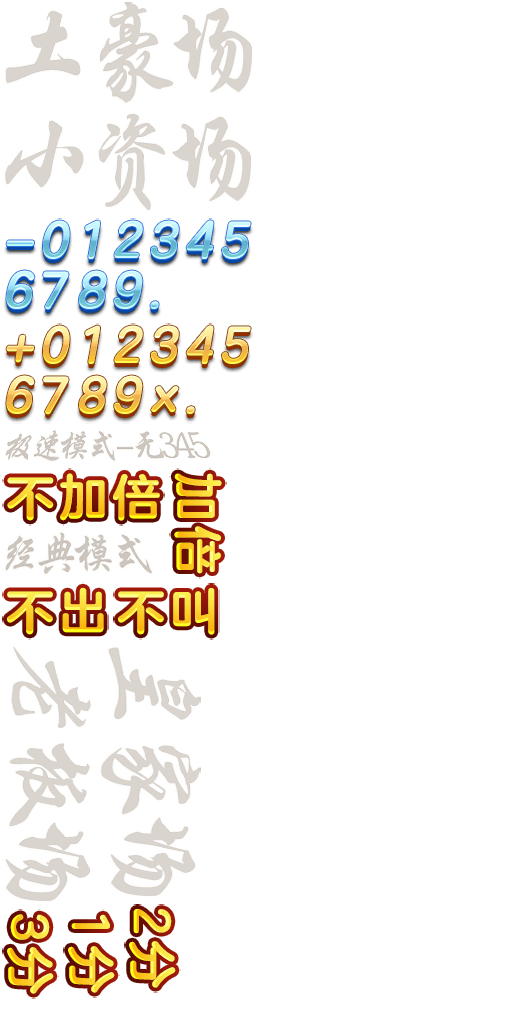 土豪场
小资场
-012345
6789.
+012345
6789×.
极速模式-无345
不加倍
加倍
经典模式
不出
不叫
老板场
皇家场
3分
1分
2分